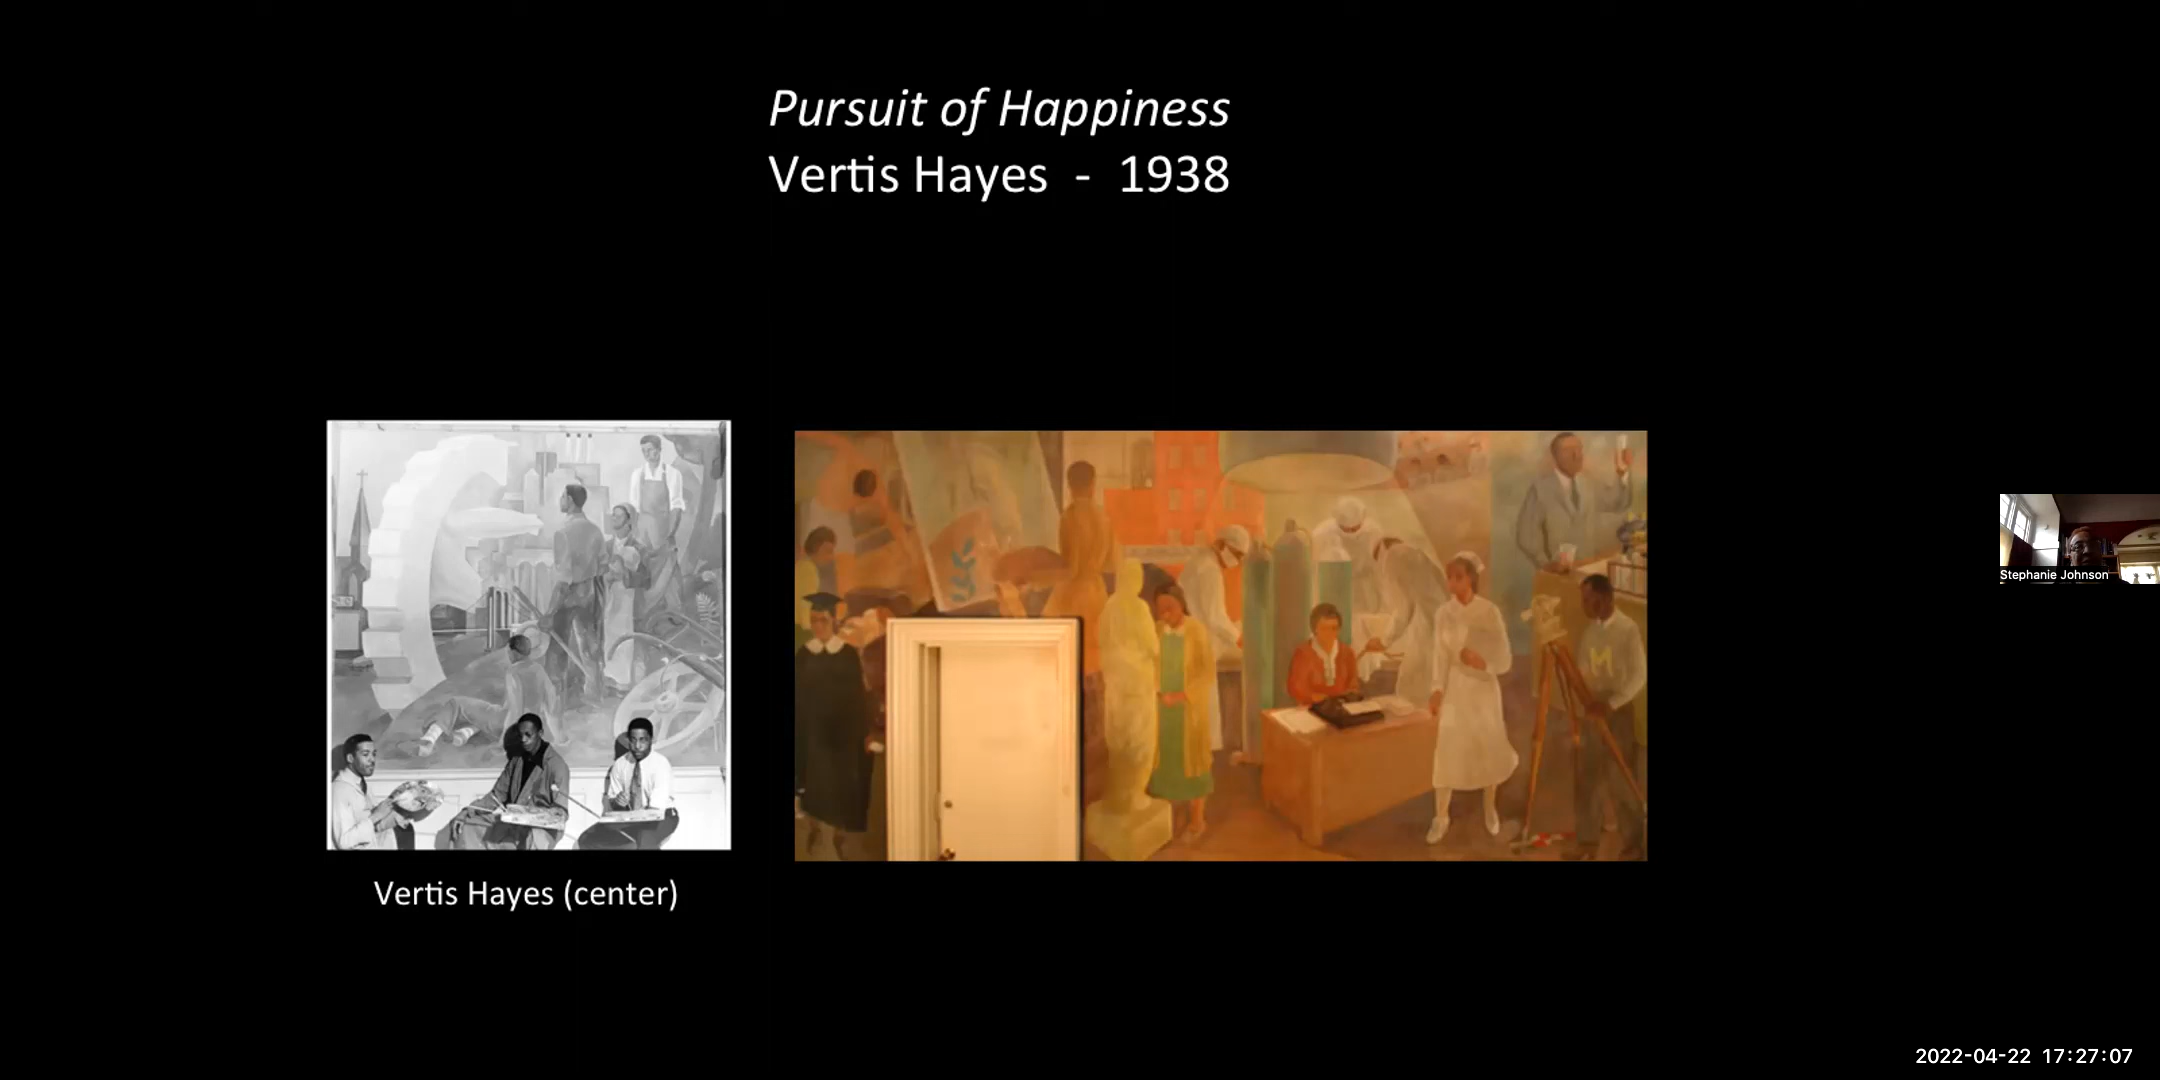 Pursuit of Happiness
Vertis Hayes - 1938
M
Stephanie Johnson
Vertis Hayes (center)
2022-04-22 17:27:07